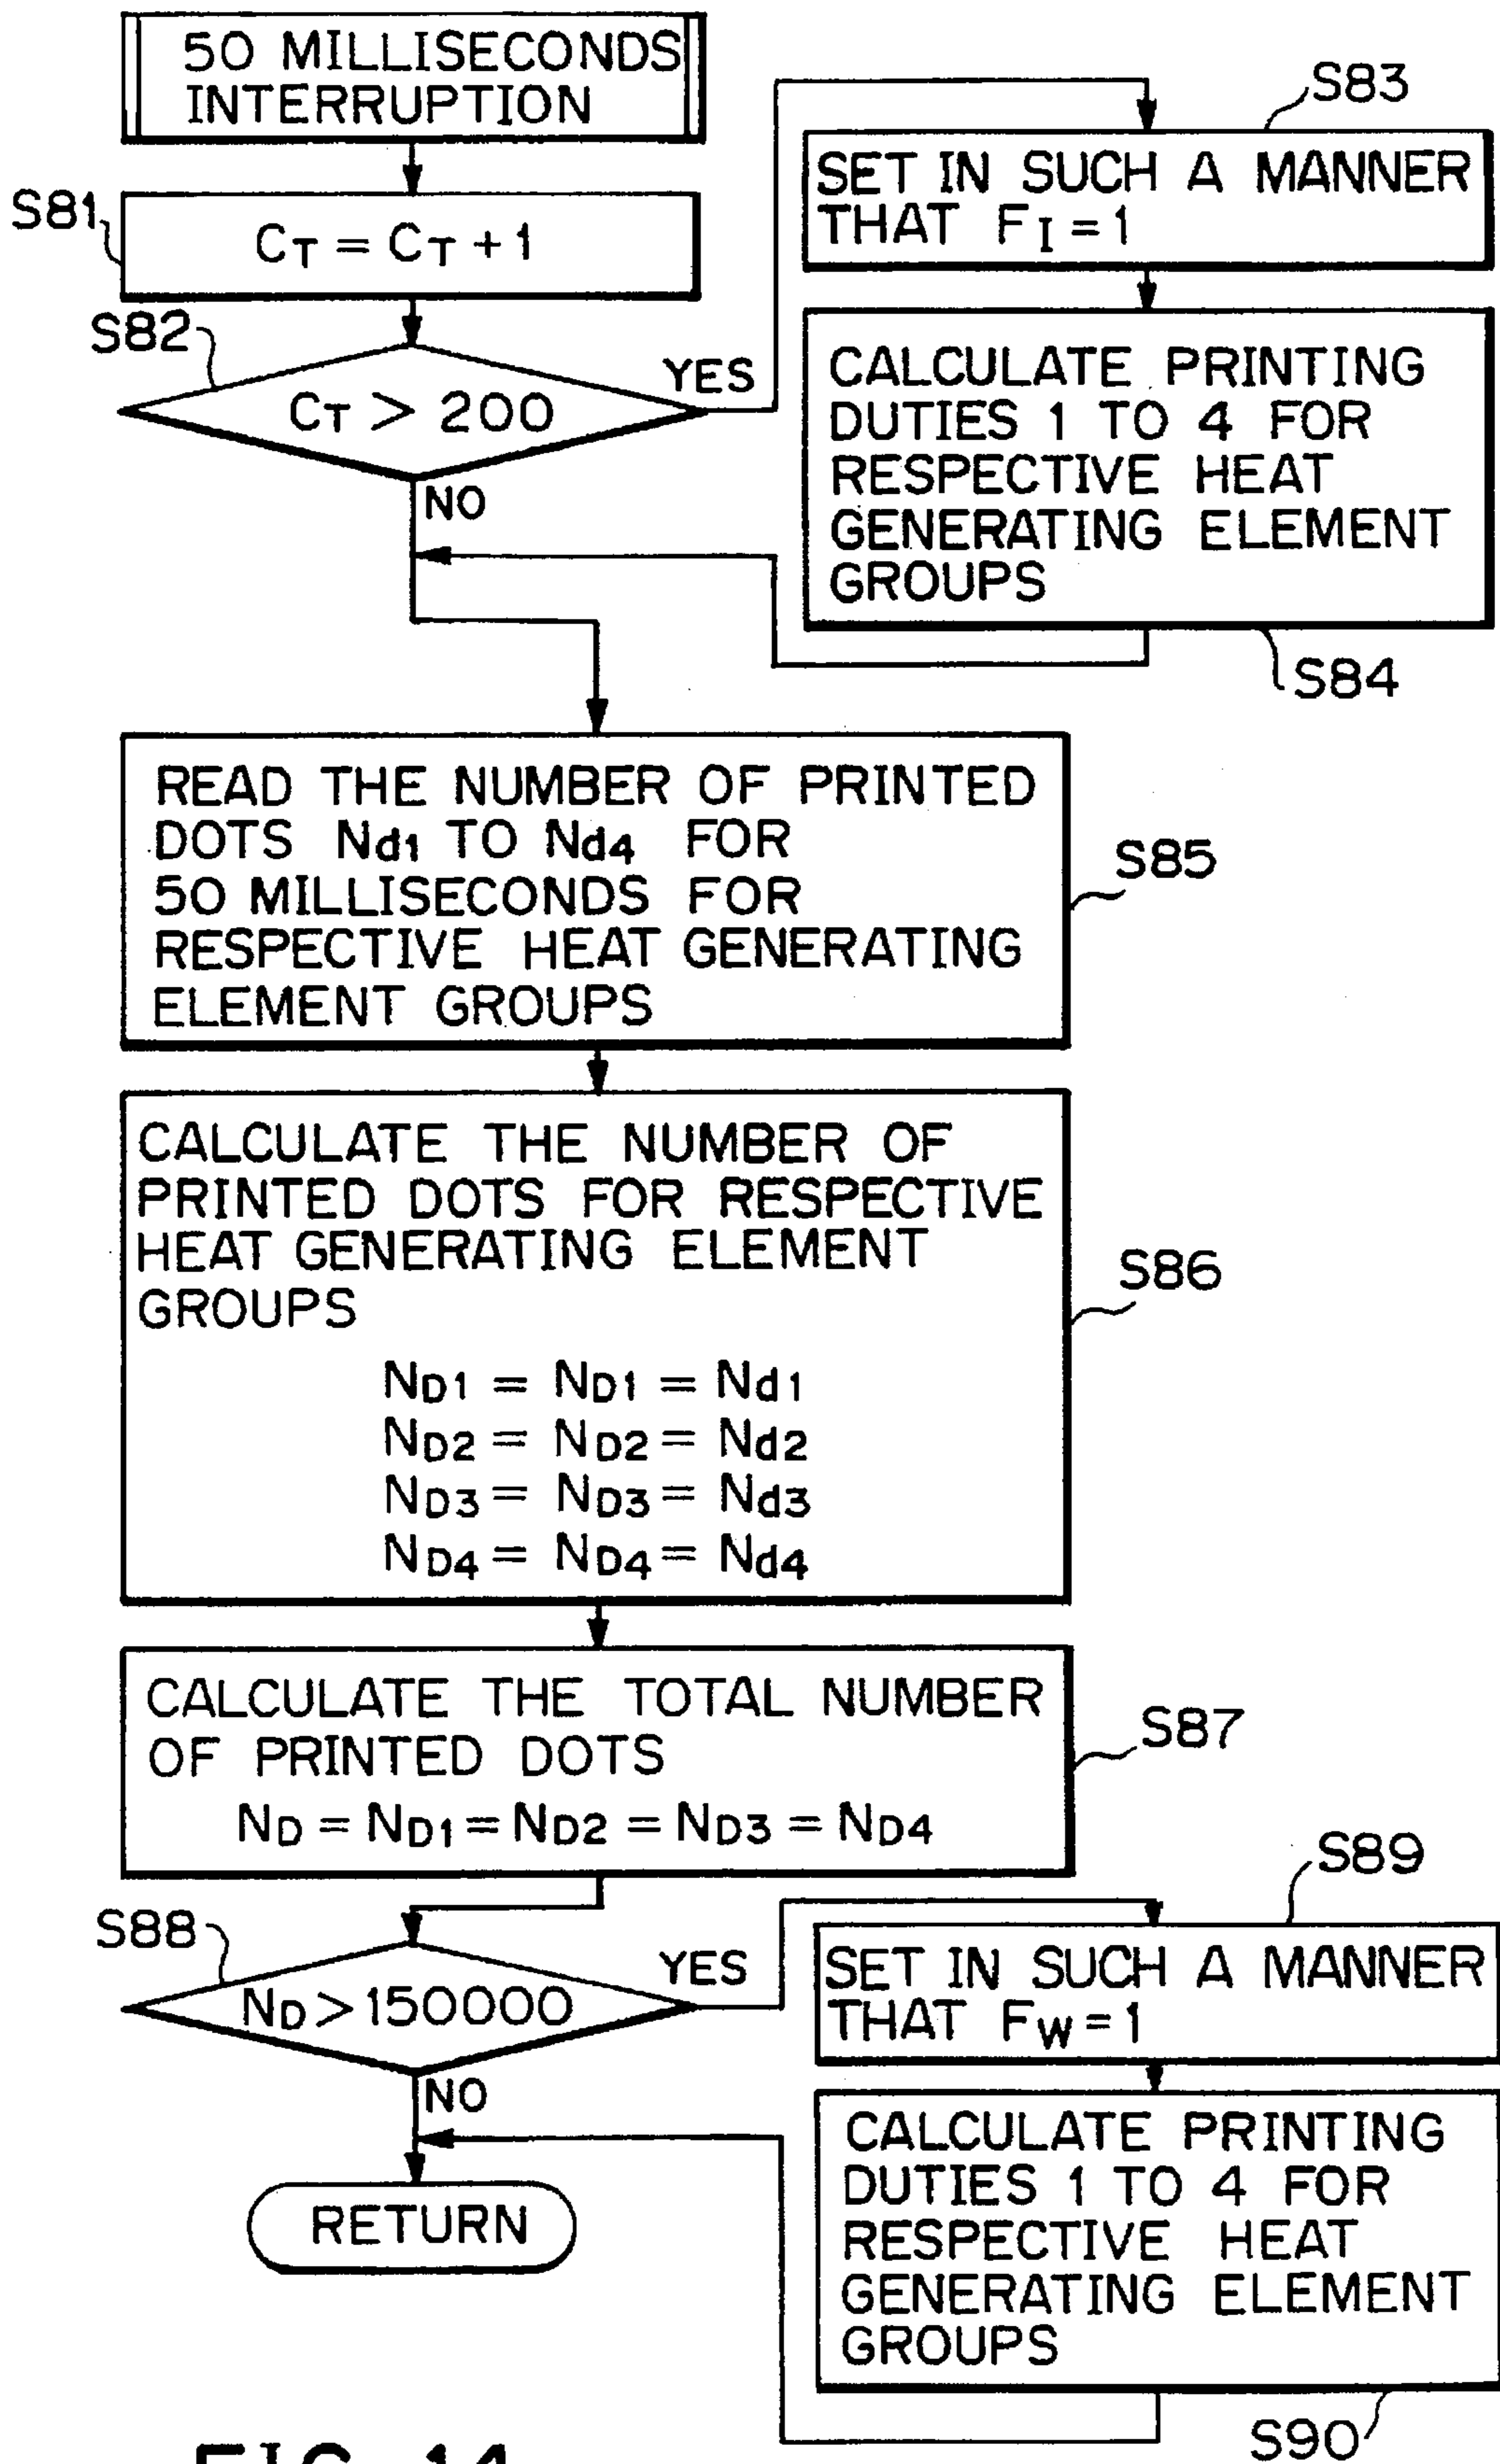 50 MILLISECONDS
INTERRUPTION
S81
CT = CT + 1
S82
CT > 200
YES
NO
S83
SET IN SUCH A MANNER
THAT FI = 1
CALCULATE PRINTING
DUTIES 1 TO 4 FOR
RESPECTIVE HEAT
GENERATING ELEMENT
GROUPS
S84
READ THE NUMBER OF PRINTED
DOTS Nd1 TO Nd4 FOR
50 MILLISECONDS FOR
RESPECTIVE HEAT GENERATING
ELEMENT GROUPS
S85
CALCULATE THE NUMBER OF
PRINTED DOTS FOR RESPECTIVE
HEAT GENERATING ELEMENT
GROUPS
ND1 = ND1 = Nd1
ND2 = ND2 = Nd2
ND3 = ND3 = Nd3
ND4 = ND4 = Nd4
S86
CALCULATE THE TOTAL NUMBER
OF PRINTED DOTS
ND = ND1 = ND2 = ND3 = ND4
S87
S88
ND > 150000
YES
NO
S89
SET IN SUCH A MANNER
THAT FW = 1
CALCULATE PRINTING
DUTIES 1 TO 4 FOR
RESPECTIVE HEAT
GENERATING ELEMENT
GROUPS
S90
RETURN
FIG. 14